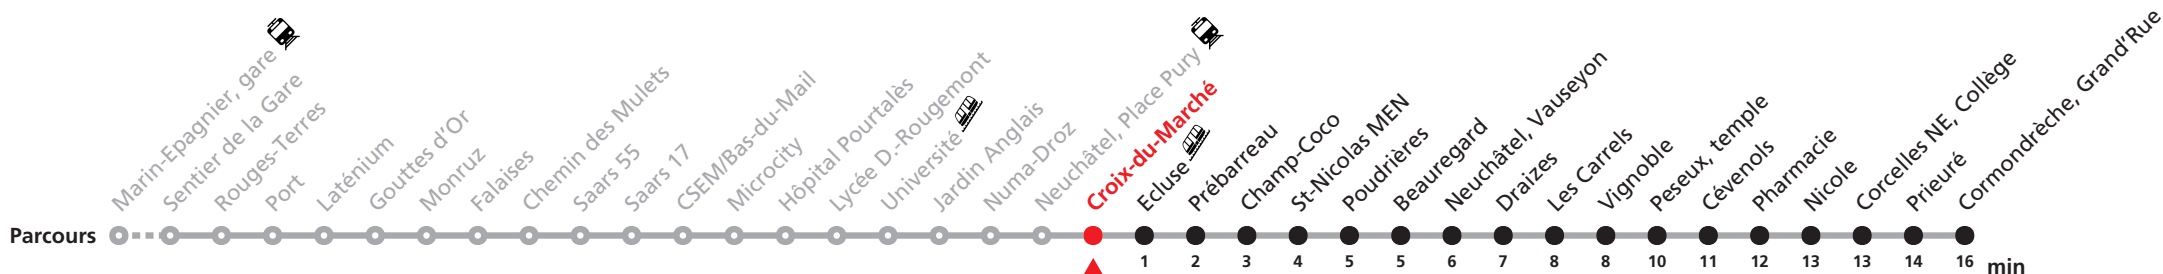 Parcours
Marin-Epagnier, gare
Sentier de la Gare
Rouges-Terres
Port
Laténium
Gouttes d'Or
Monruz
Falaises
Chemin des Mulets
Saars 55
Saars 17
CSEM/Bas-du-Mail
Microcity
Hôpital Pourtalès
Lycée D.-Rougemont
Université
Jardin Anglais
Numa-Droz
Neuchâtel, Place Pury
Croix-du-Marché
Ecluse
Prébarreau
Champ-Coco
St-Nicolas MEN
Poudrières
Beauregard
Neuchâtel, Vauseyon
Draizes
Les Carrels
Vignoble
Peseux, temple
Cévenols
Pharmacie
Nicole
Corcelles NE, Collège
Prieuré
Cormondrèche, Grand'Rue
1 2 3 4 5 5 6 7 8 8 10 11 12 13 13 14 16 min